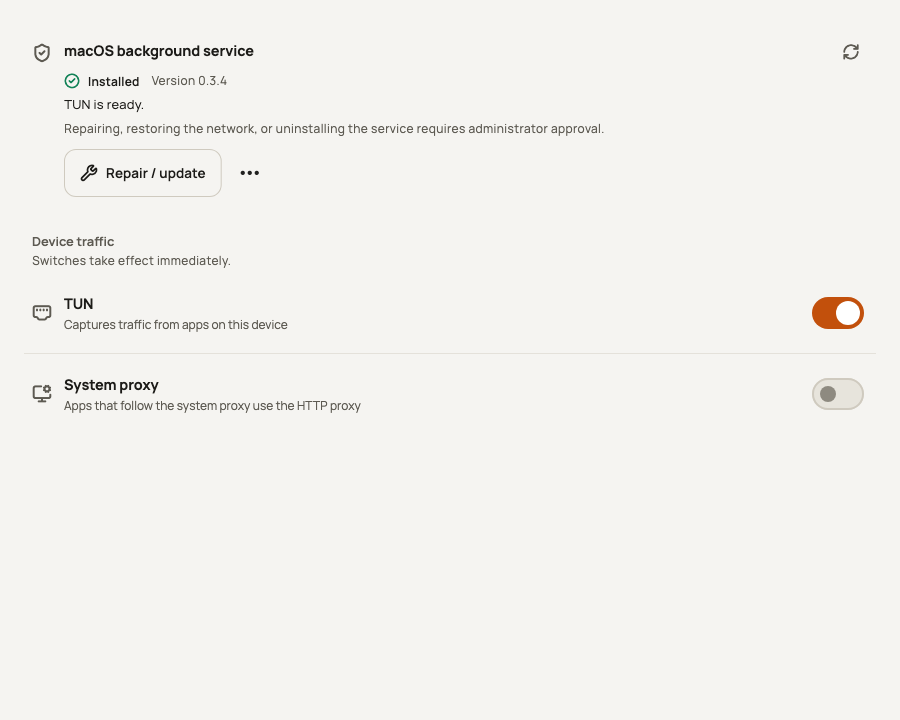 macOS background service
Installed Version 0.3.4
TUN is ready.
Repairing, restoring the network, or uninstalling the service requires administrator approval.
Repair / update
Device traffic
Switches take effect immediately.
TUN
Captures traffic from apps on this device
System proxy
Apps that follow the system proxy use the HTTP proxy